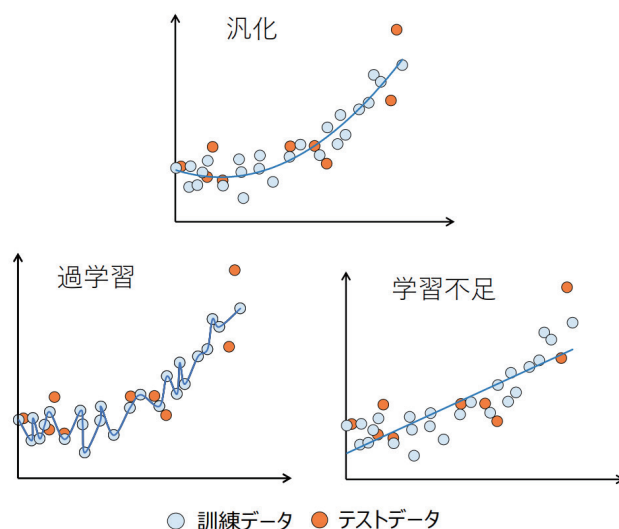 汎化
過学習
学習不足
訓練データ
テストデータ